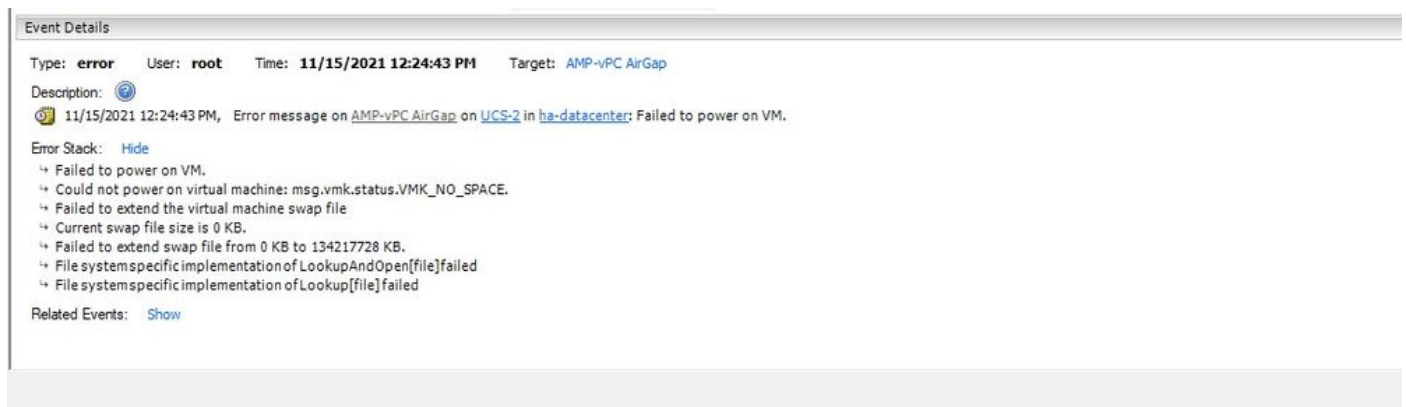 Event Details
Type: error User: root Time: 11/15/2021 12:24:43 PM Target: AMP-vPC AirGap
Description:
11/15/2021 12:24:43 PM, Error message on AMP-vPC AirGap on UCS-2 in ha-datacenter: Failed to power on VM.
Error Stack: Hide
Failed to power on VM.
Could not power on virtual machine: msg.vmk.status.VMK_NO_SPACE.
Failed to extend the virtual machine swap file
Current swap file size is 0 KB.
Failed to extend swap file from 0 KB to 134217728 KB.
File system specific implementation of LookupAndOpen[file] failed
File system specific implementation of Lookup[file] failed
Related Events: Show